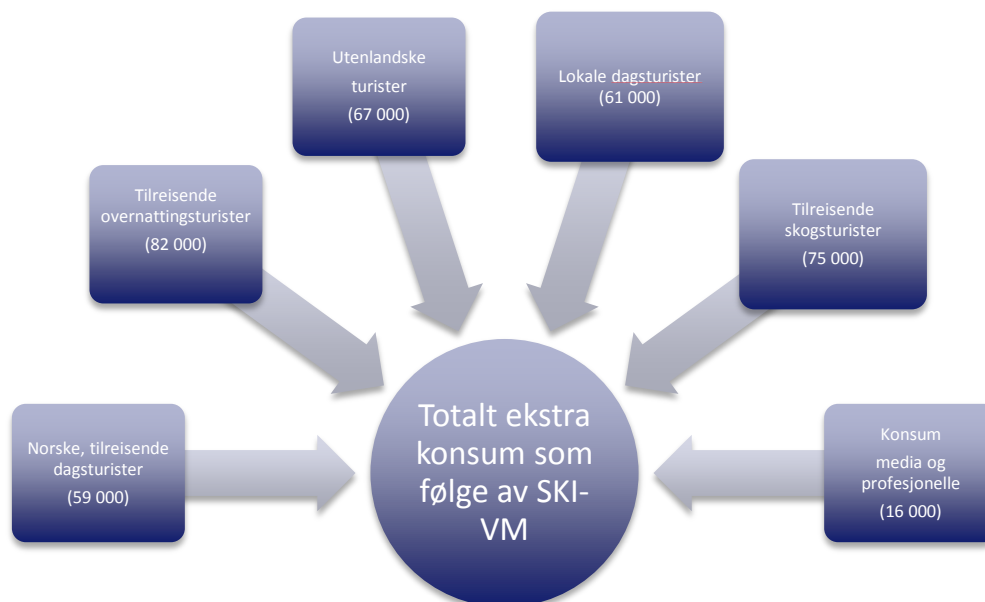 Utenlandske
turister
(67 000)
Lokale dagsturister
(61 000)
Tilreisende
overnattingsturister
(82 000)
Tilreisende
skogsturister
(75 000)
Norske, tilreisende
dagsturister
(59 000)
Totalt ekstra
konsum som
følge av SKI-
VM
Konsum
media og
profesjonelle
(16 000)